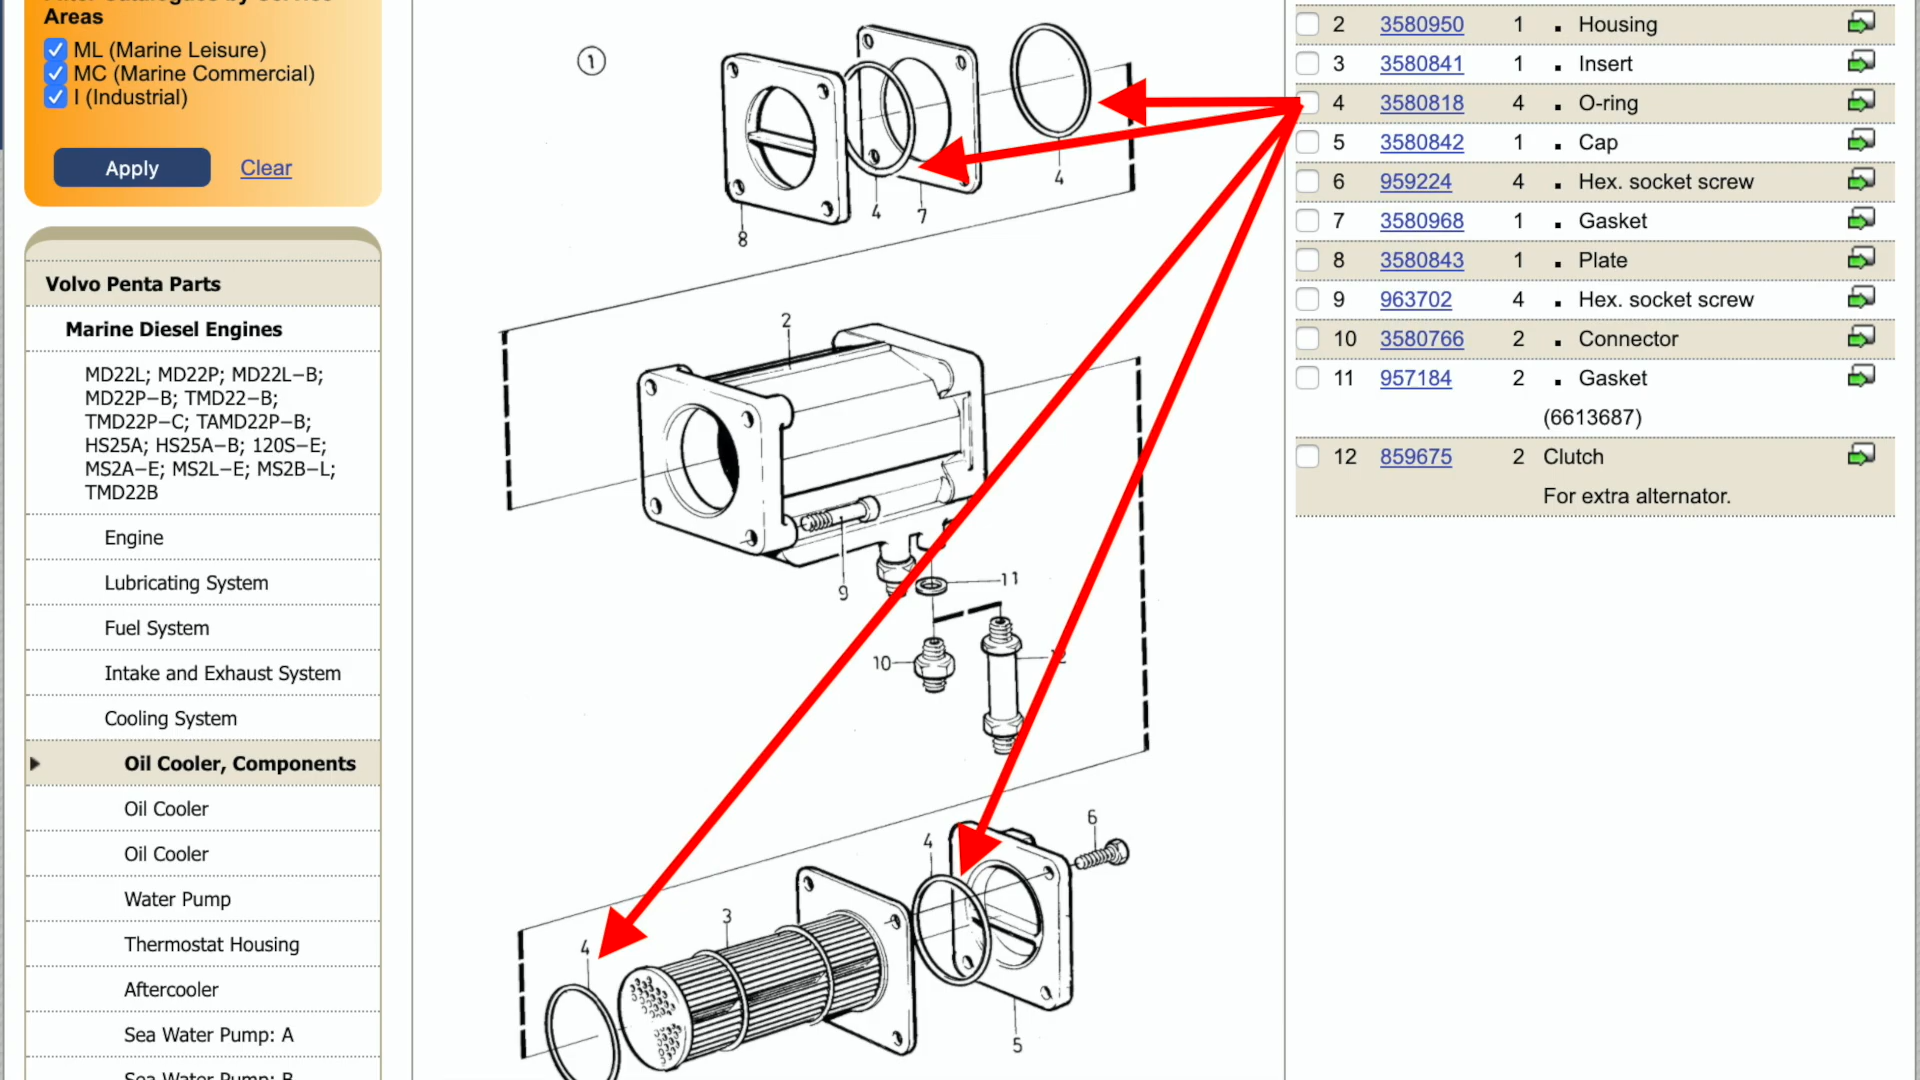 Areas
ML (Marine Leisure)
MC (Marine Commercial)
I (Industrial)
Apply
Clear
Volvo Penta Parts
Marine Diesel Engines
MD22L; MD22P; MD22L–B;
MD22P–B; TMD22–B;
TMD22P–C; TAMD22P–B;
HS25A; HS25A–B; 120S–E;
MS2A–E; MS2L–E; MS2B–L;
TMD22B
Engine
Lubricating System
Fuel System
Intake and Exhaust System
Cooling System
Oil Cooler, Components
Oil Cooler
Oil Cooler
Water Pump
Thermostat Housing
Aftercooler
Sea Water Pump: A
Sea Water Pump: B
1
4
4
7
8
2
9
11
10
4
6
3
4
5
2 3580950 1 ▪ Housing
3 3580841 1 ▪ Insert
4 3580818 4 ▪ O-ring
5 3580842 1 ▪ Cap
6 959224 4 ▪ Hex. socket screw
7 3580968 1 ▪ Gasket
8 3580843 1 ▪ Plate
9 963702 4 ▪ Hex. socket screw
10 3580766 2 ▪ Connector
11 957184 2 ▪ Gasket
(6613687)
12 859675 2 Clutch
For extra alternator.